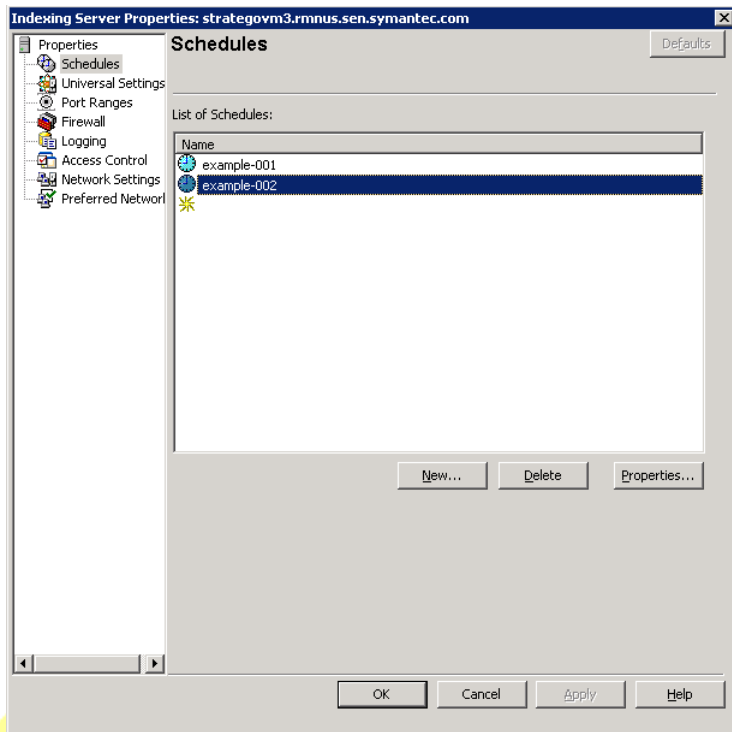 Indexing Server Properties: strategovm3.rmnus.sen.symantec.com
Properties
Schedules
Universal Settings
Port Ranges
Firewall
Logging
Access Control
Network Settings
Preferred Networl
Schedules
Defaults
List of Schedules:
Name
example-001
example-002
New...
Delete
Properties...
OK
Cancel
Apply
Help